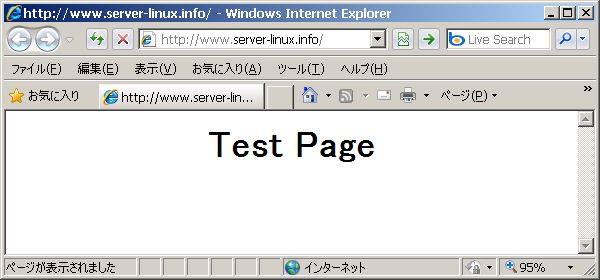 http://www.server-linux.info/ - Windows Internet Explorer
http://www.server-linux.info/ Live Search
ファイル(F) 編集(E) 表示(V) お気に入り(A) ツール(T) ヘルプ(H)
お気に入り http://www.server-lin... ページ(P)
Test Page
ページが表示されました インターネット 95%